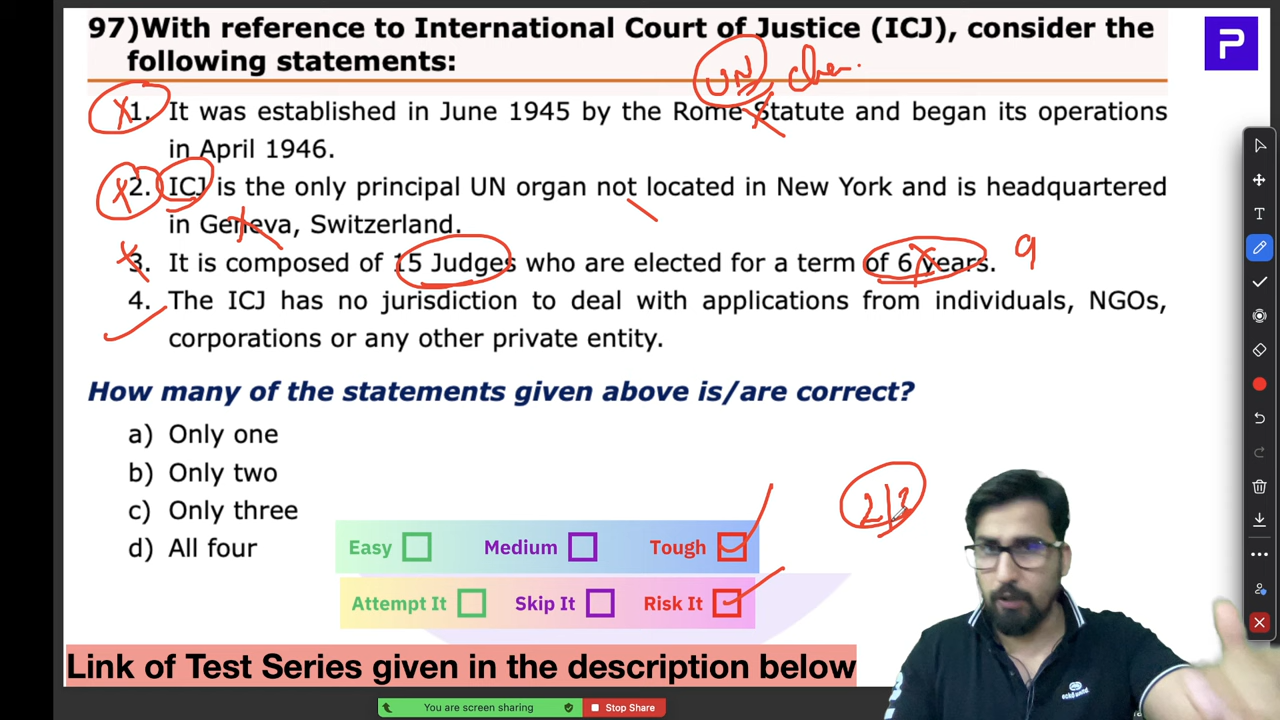 97)With reference to International Court of Justice (ICJ), consider the
following statements:
UN
X1. It was established in June 1945 by the Rome Statute and began its operations
in April 1946.
X2. ICJ is the only principal UN organ not located in New York and is headquartered
in Geneva, Switzerland.
3. It is composed of 15 Judges who are elected for a term of 6 years. 9
4. The ICJ has no jurisdiction to deal with applications from individuals, NGOs,
corporations or any other private entity.
How many of the statements given above is/are correct?
a) Only one
b) Only two
c) Only three
d) All four
Easy Medium Tough
Attempt It Skip It Risk It
Link of Test Series given in the description below
You are screen sharing Stop Share
P
T